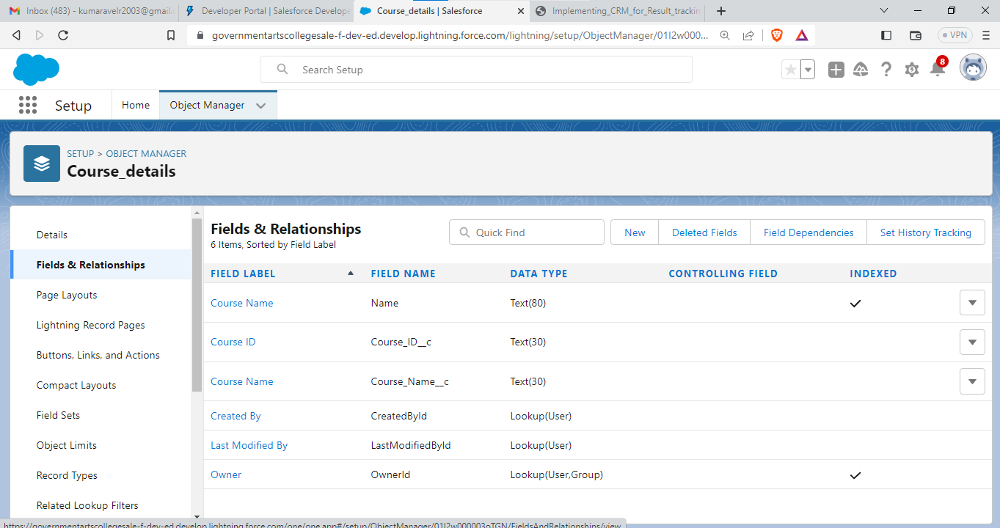 Inbox (483) - kumaravelr2003@gmail.c
Developer Portal | Salesforce Develope
Course_details | Salesforce
Implementing_CRM_for_Result_trackin
governmentartscollegesale-f-dev-ed.develop.lightning.force.com/lightning/setup/ObjectManager/01I2w000...
VPN
Search Setup
8
Setup
Home
Object Manager
SETUP > OBJECT MANAGER
Course_details
Details
Fields & Relationships
Page Layouts
Lightning Record Pages
Buttons, Links, and Actions
Compact Layouts
Field Sets
Object Limits
Record Types
Related Lookup Filters
Fields & Relationships
6 Items, Sorted by Field Label
Quick Find
New
Deleted Fields
Field Dependencies
Set History Tracking
FIELD LABEL FIELD NAME DATA TYPE CONTROLLING FIELD INDEXED
Course Name Name Text(80)
Course ID Course_ID__c Text(30)
Course Name Course_Name__c Text(30)
Created By CreatedById Lookup(User)
Last Modified By LastModifiedById Lookup(User)
Owner OwnerId Lookup(User,Group)
https://governmentartscollegesale-f-dev-ed.develop.lightning.force.com/one/one.app#/setup/ObjectManager/01I2w000003oTGN/FieldsAndRelationships/view